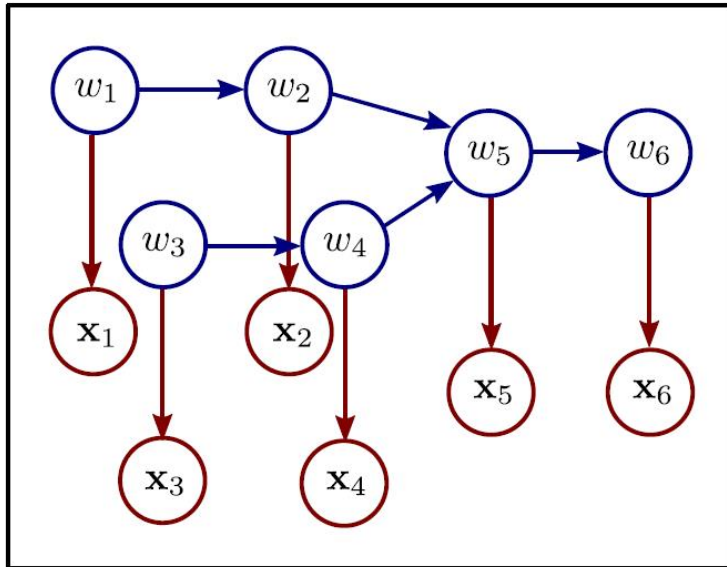 w₁ w₂
w₅ w₆
w₃ w₄
x₁ x₂
x₅ x₆
x₃ x₄